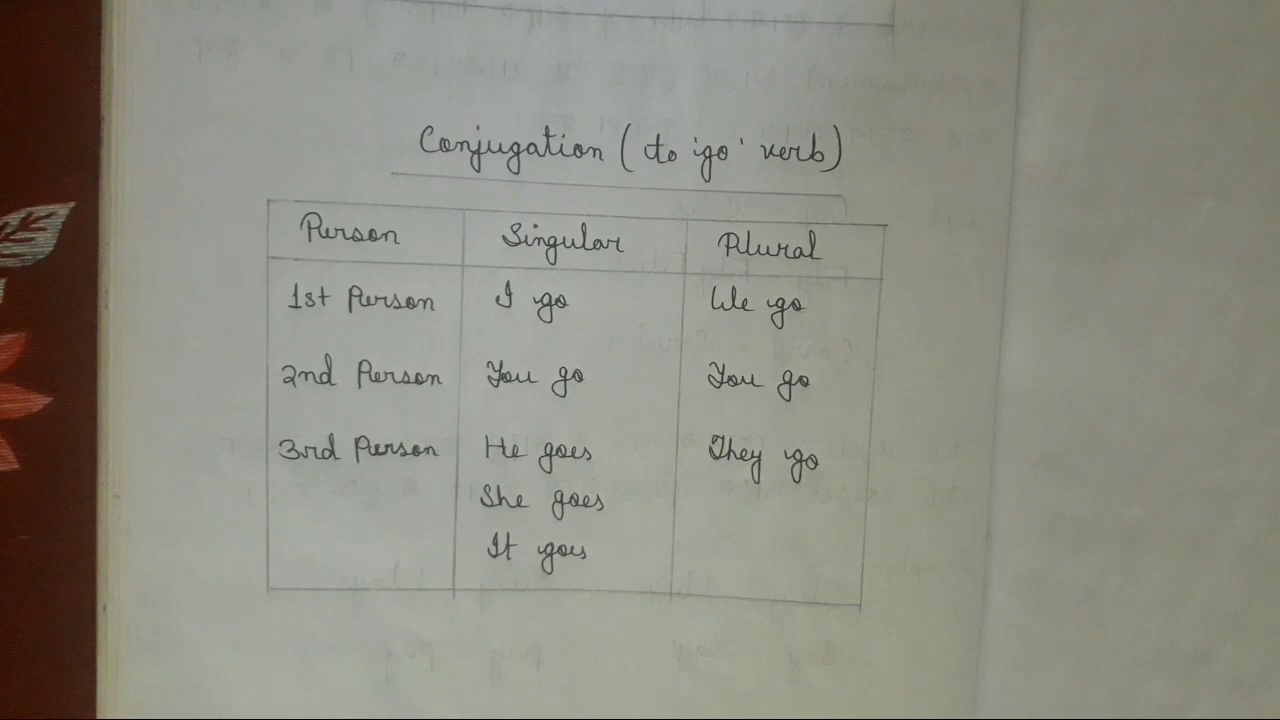 Conjugation ( to 'go' verb)
Person Singular Plural
1st Person I go We go
2nd Person You go You go
3rd Person He goes They go
She goes
It goes